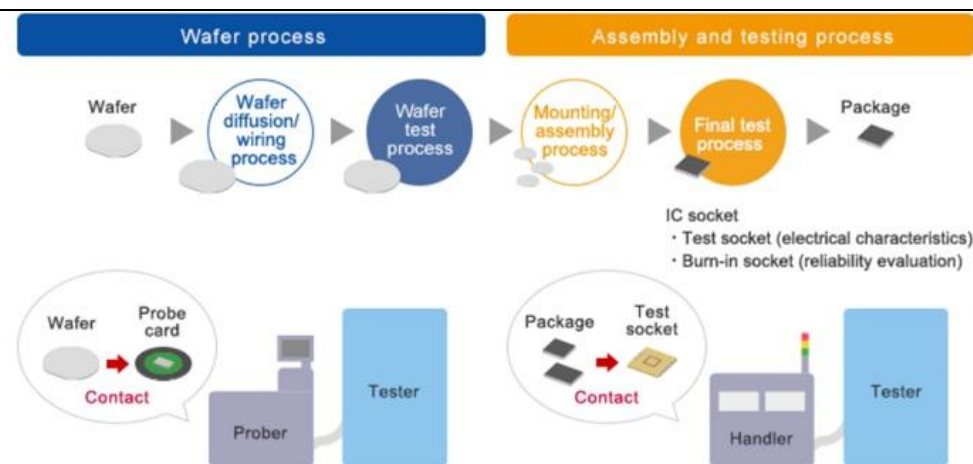 Wafer process
Assembly and testing process
Wafer
Wafer
diffusion/
wiring
process
Wafer
test
process
Mounting/
assembly
process
Final test
process
Package
IC socket
・Test socket (electrical characteristics)
・Burn-in socket (reliability evaluation)
Wafer
Probe
card
Contact
Prober
Tester
Package
Test
socket
Contact
Handler
Tester